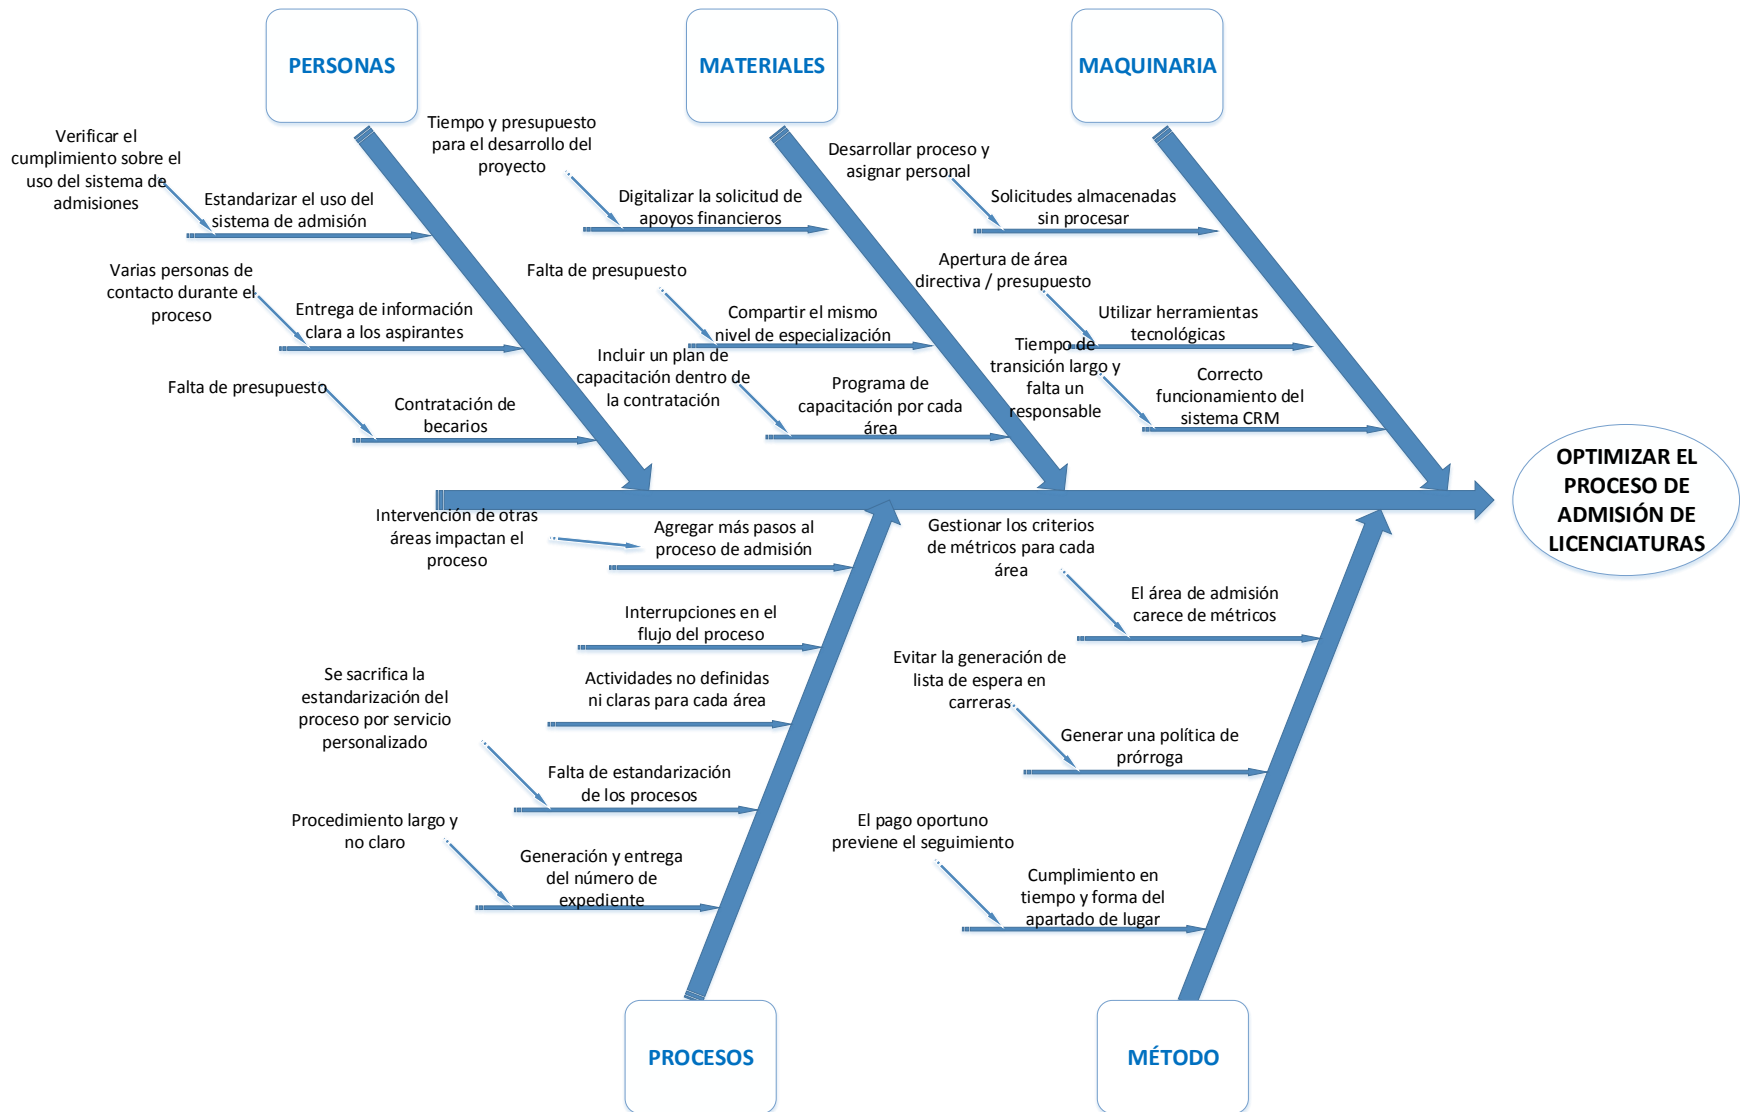 PERSONAS
MATERIALES
MAQUINARIA
Verificar el
cumplimiento sobre el
uso del sistema de
admisiones
Estandarizar el uso del
sistema de admisión
Varias personas de
contacto durante el
proceso
Entrega de información
clara a los aspirantes
Falta de presupuesto
Contratación de
becarios
Tiempo y presupuesto
para el desarrollo del
proyecto
Digitalizar la solicitud de
apoyos financieros
Falta de presupuesto
Compartir el mismo
nivel de especialización
Incluir un plan de
capacitación dentro de
la contratación
Programa de
capacitación por cada
área
Desarrollar proceso y
asignar personal
Solicitudes almacenadas
sin procesar
Apertura de área
directiva / presupuesto
Utilizar herramientas
tecnológicas
Tiempo de
transición largo y
falta un
responsable
Correcto
funcionamiento del
sistema CRM
OPTIMIZAR EL
PROCESO DE
ADMISIÓN DE
LICENCIATURAS
Intervención de otras
áreas impactan el
proceso
Agregar más pasos al
proceso de admisión
Interrupciones en el
flujo del proceso
Actividades no definidas
ni claras para cada área
Se sacrifica la
estandarización del
proceso por servicio
personalizado
Falta de estandarización
de los procesos
Procedimiento largo y
no claro
Generación y entrega
del número de
expediente
Gestionar los criterios
de métricos para cada
área
El área de admisión
carece de métricos
Evitar la generación de
lista de espera en
carreras
Generar una política de
prórroga
El pago oportuno
previene el seguimiento
Cumplimiento en
tiempo y forma del
apartado de lugar
PROCESOS
MÉTODO